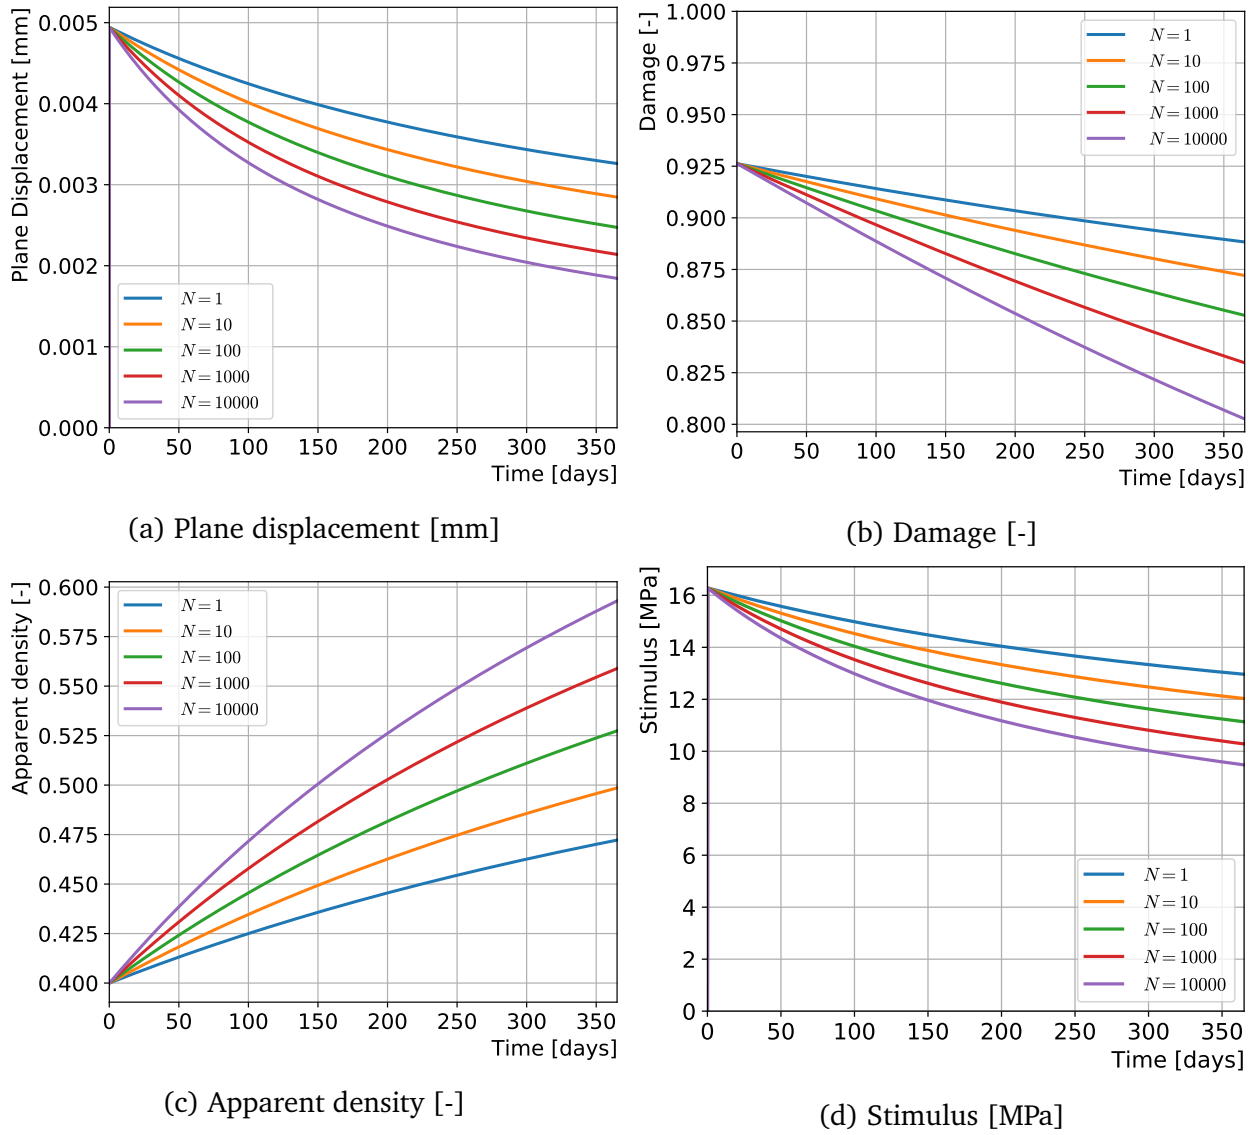 Plane Displacement [mm]
0.005
0.004
0.003
0.002
0.001
0.000
N = 1
N = 10
N = 100
N = 1000
N = 10000
0 50 100 150 200 250 300 350
Time [days]
(a) Plane displacement [mm]
Damage [-]
1.000
0.975
0.950
0.925
0.900
0.875
0.850
0.825
0.800
N = 1
N = 10
N = 100
N = 1000
N = 10000
0 50 100 150 200 250 300 350
Time [days]
(b) Damage [-]
Apparent density [-]
0.600
0.575
0.550
0.525
0.500
0.475
0.450
0.425
0.400
N = 1
N = 10
N = 100
N = 1000
N = 10000
0 50 100 150 200 250 300 350
Time [days]
(c) Apparent density [-]
Stimulus [MPa]
16
14
12
10
8
6
4
2
0
N = 1
N = 10
N = 100
N = 1000
N = 10000
0 50 100 150 200 250 300 350
Time [days]
(d) Stimulus [MPa]